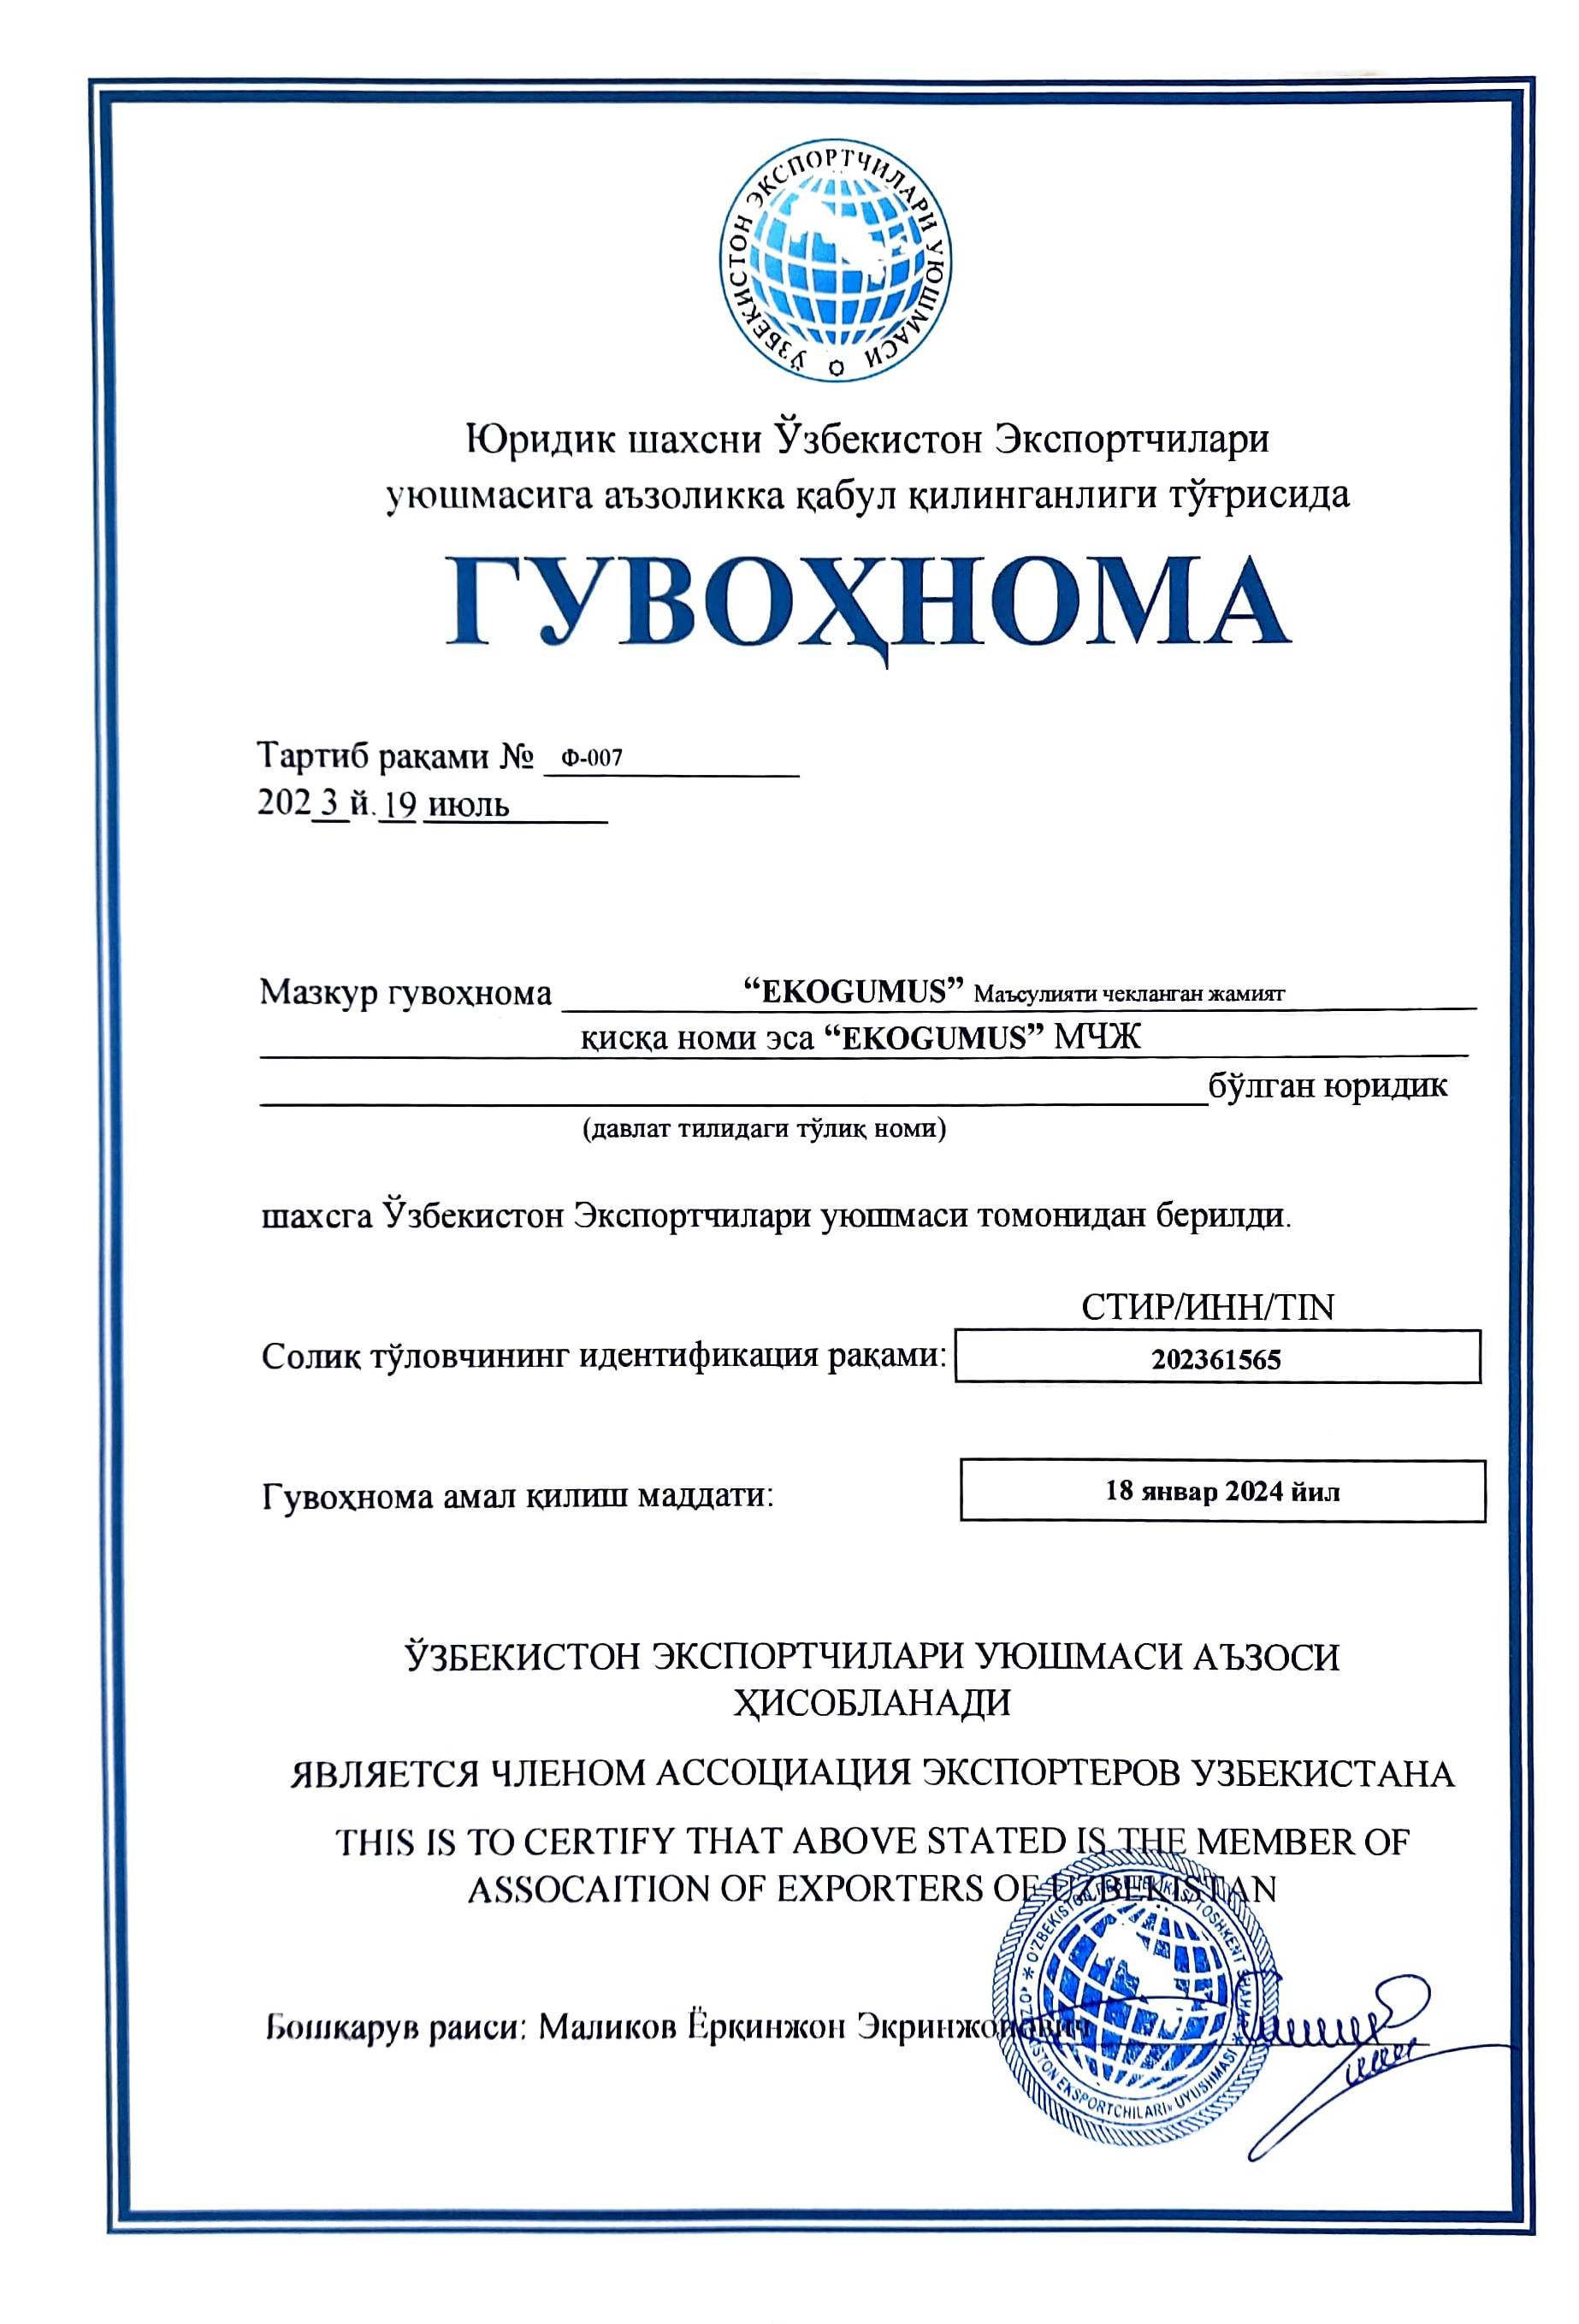 ЎЗБЕКИСТОН ЭКСПОРТЧИЛАРИ УЮШМАСИ
Юридик шахсни Ўзбекистон Экспортчилари
уюшмасига аъзоликка қабул қилинганлиги тўғрисида
ГУВОҲНОМА
Тартиб рақами № Ф-007
2023 й. 19 июль
Мазкур гувоҳнома “EKOGUMUS” Маъсулияти чекланган жамият
қисқа номи эса “EKOGUMUS” МЧЖ
бўлган юридик
(давлат тилидаги тўлиқ номи)
шахсга Ўзбекистон Экспортчилари уюшмаси томонидан берилди.
СТИР/ИНН/TIN
Солиқ тўловчининг идентификация рақами: 202361565
Гувоҳнома амал қилиш маддати: 18 январ 2024 йил
ЎЗБЕКИСТОН ЭКСПОРТЧИЛАРИ УЮШМАСИ АЪЗОСИ
ҲИСОБЛАНАДИ
ЯВЛЯЕТСЯ ЧЛЕНОМ АССОЦИАЦИЯ ЭКСПОРТЕРОВ УЗБЕКИСТАНА
THIS IS TO CERTIFY THAT ABOVE STATED IS THE MEMBER OF
ASSOCAITION OF EXPORTERS OF UZBEKISTAN
Бошқарув раиси: Маликов Ёрқинжон Экринжонович
O'ZBEKISTON RESPUBLIKASI TOSHKENT SHAHAR
EKSPORTCHILARI» UYUSHMASI